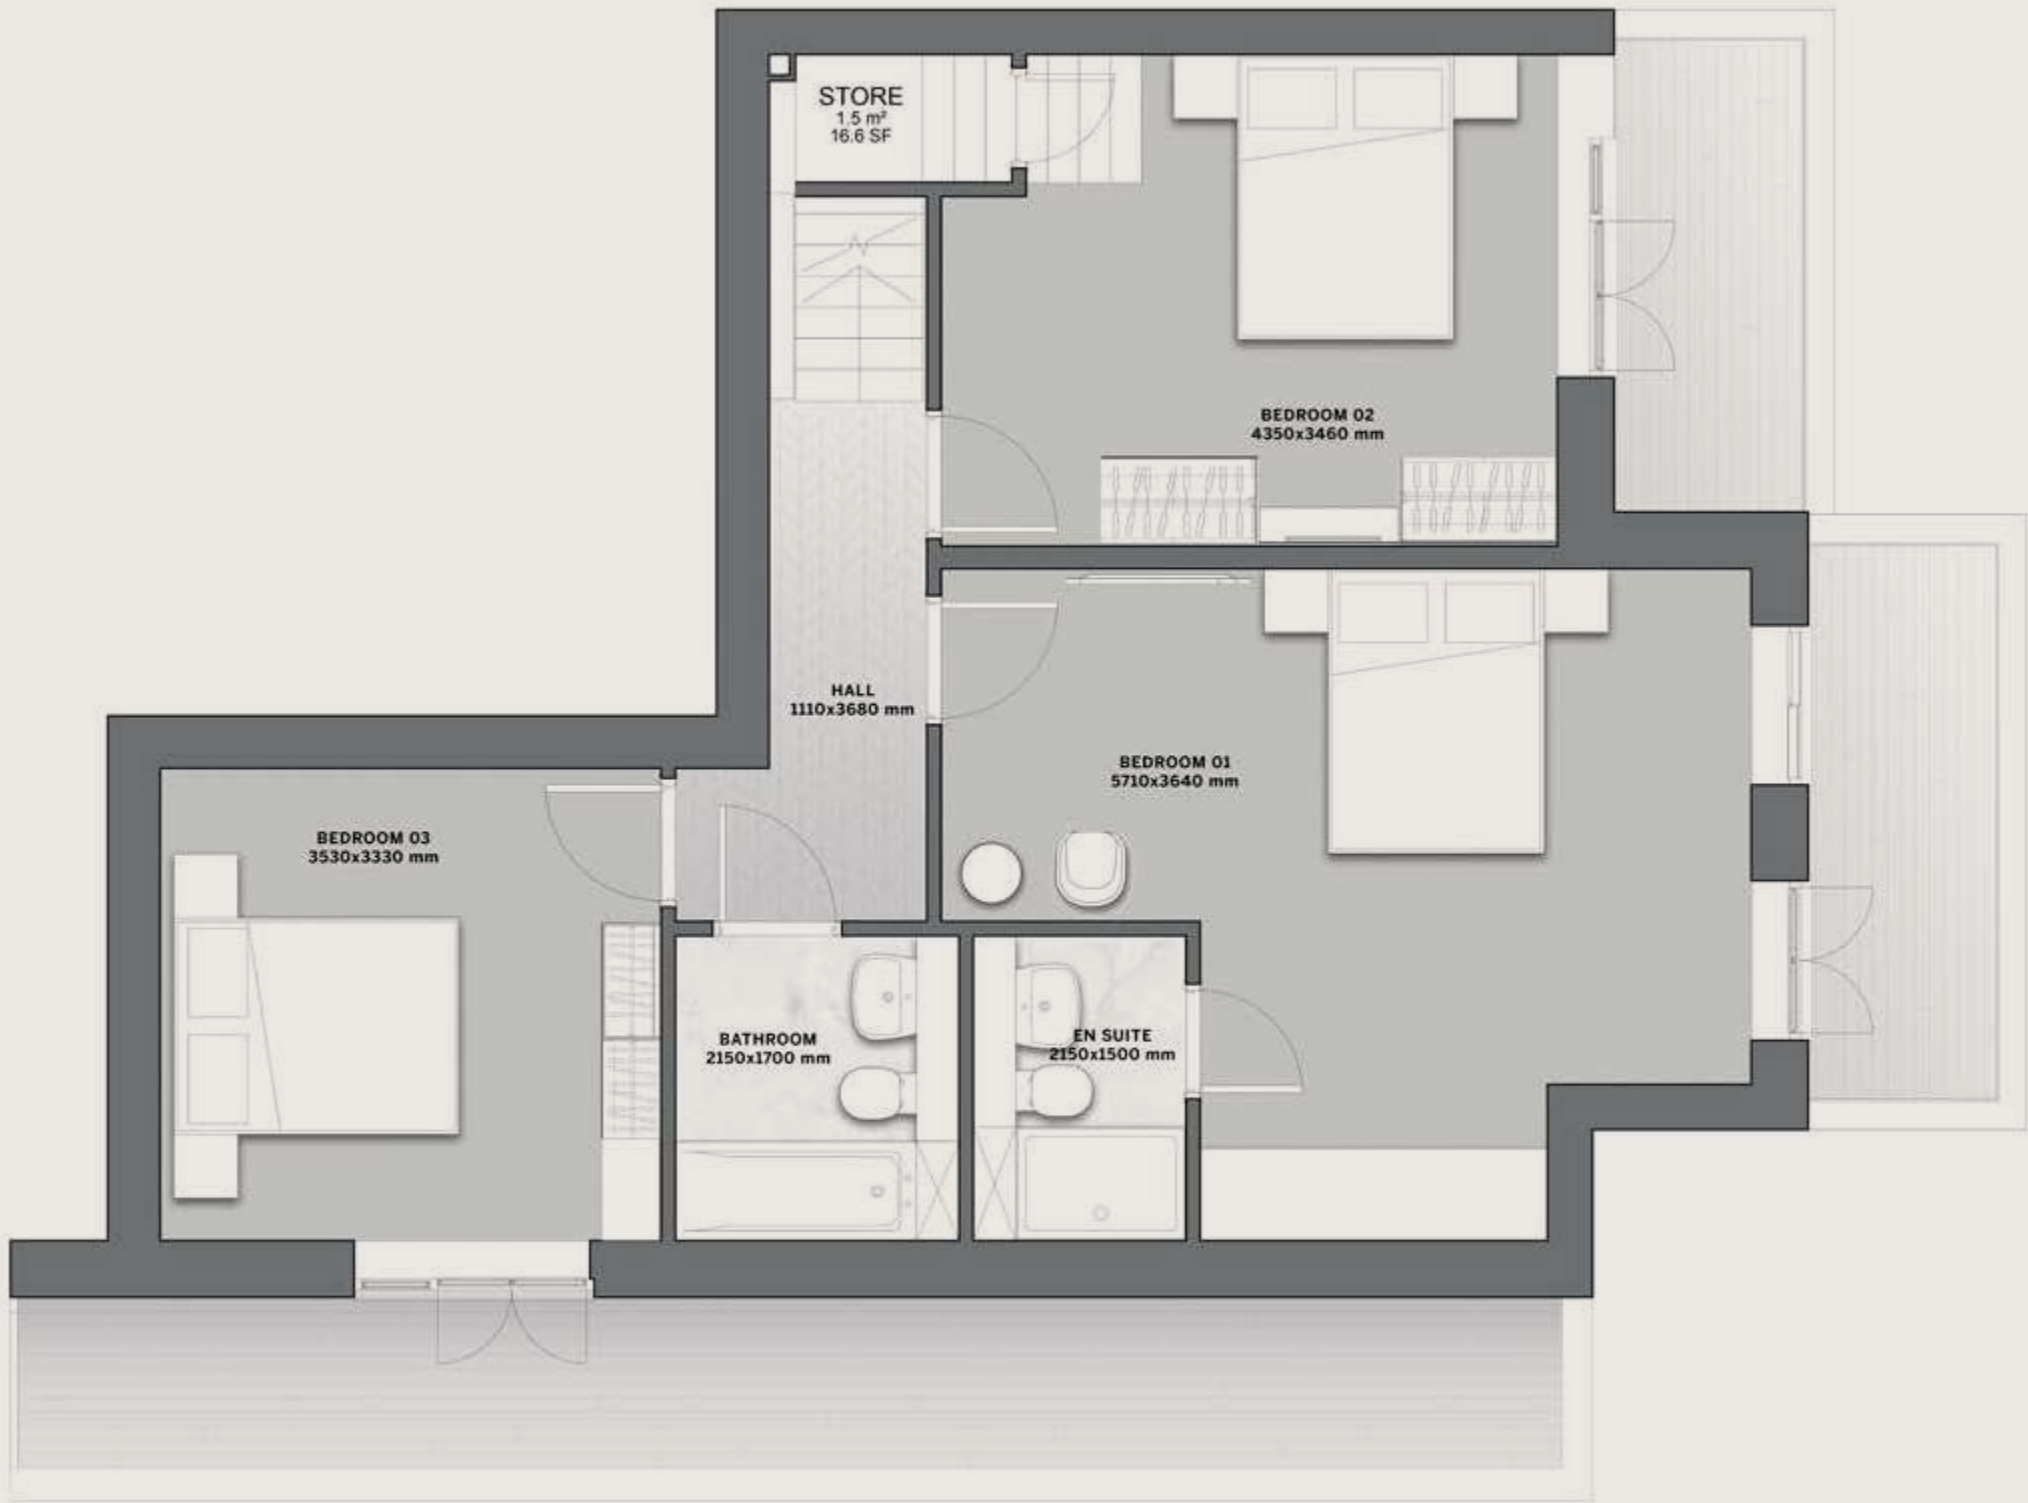 STORE
1.5 m²
16.6 SF
BEDROOM 02
4350x3460 mm
HALL
1110x3680 mm
BEDROOM 01
5710x3640 mm
BEDROOM 03
3530x3330 mm
BATHROOM
2150x1700 mm
EN SUITE
2150x1500 mm